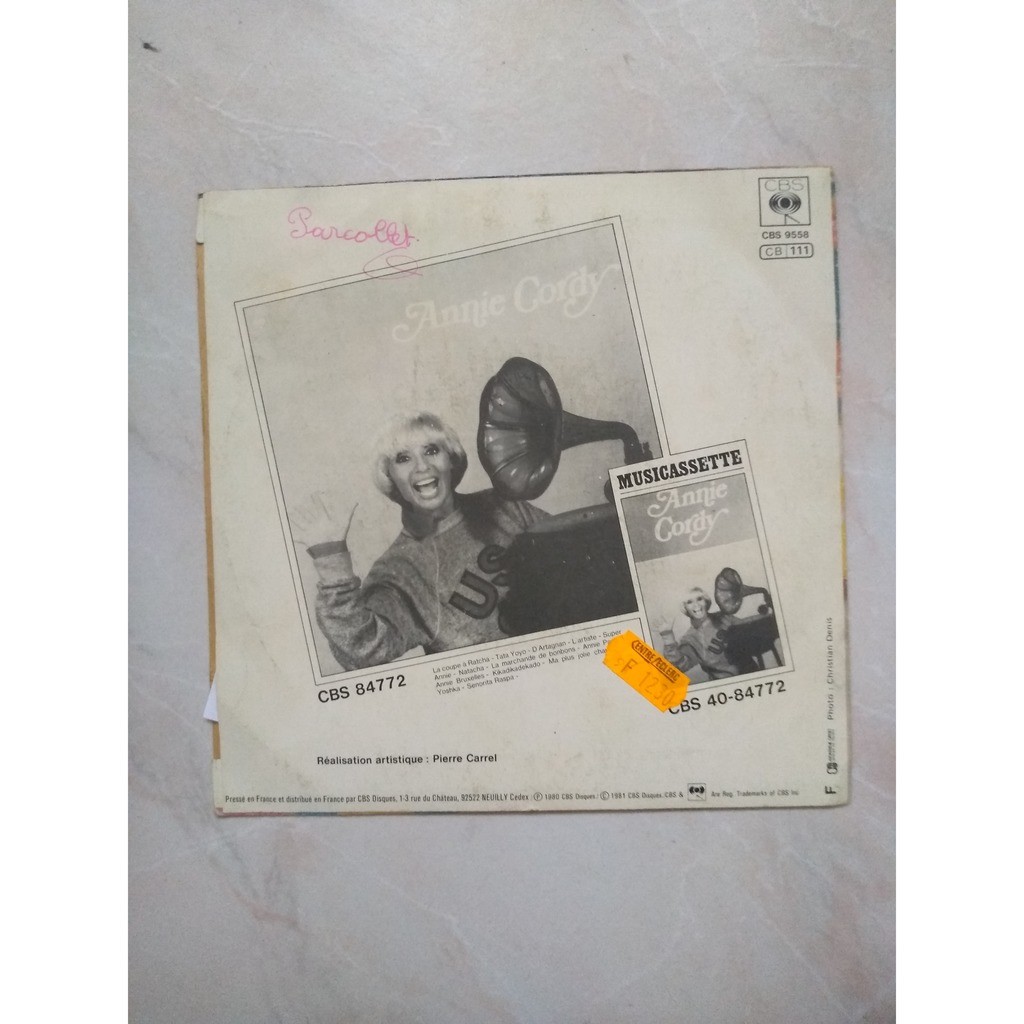 CBS
CBS 9558
CB 111
Parcollet
Annie Cordy
US
MUSICASSETTE
Annie
Cordy
La coupe à Ratcha - Tata Yoyo - D'Artagnan - L'artiste - Super
Annie - Natacha - La marchande de bonbons - Annie
Annie Bruxelles - Kikadikadekado - Ma plus jolie
Yoshka - Senorita Raspa -
CENTRE LECLERC
F 12.30
CBS 84772
CBS 40-84772
Photo : Christian Denis
Réalisation artistique : Pierre Carrel
Pressé en France et distribué en France par CBS Disques, 1-3 rue du Château, 92522 NEUILLY Cédex - Ⓟ 1980 CBS Disques / © 1981 CBS Disques. CBS & Are Reg. Trademarks of CBS Inc
F